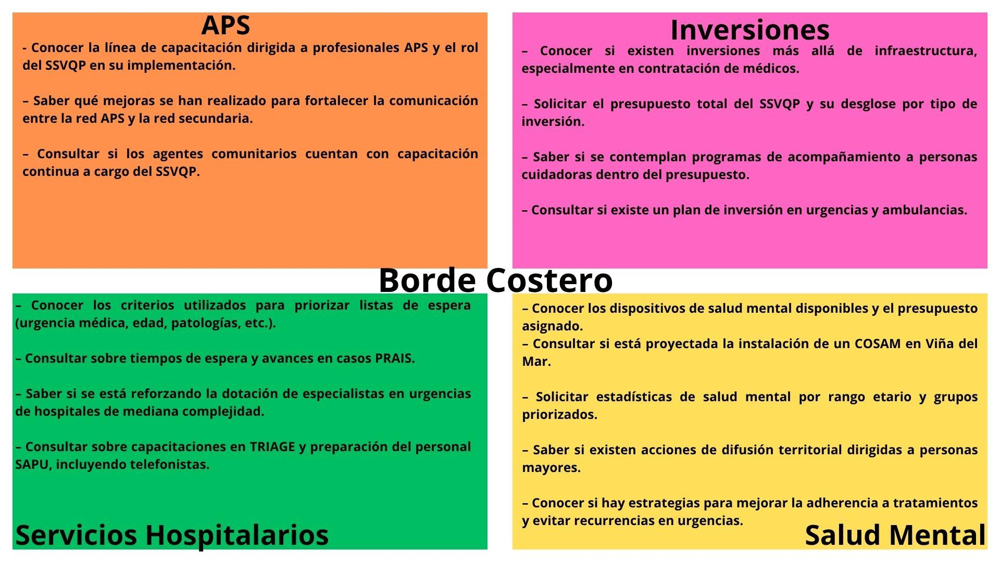 APS
- Conocer la línea de capacitación dirigida a profesionales APS y el rol
del SSVQP en su implementación.
– Saber qué mejoras se han realizado para fortalecer la comunicación
entre la red APS y la red secundaria.
– Consultar si los agentes comunitarios cuentan con capacitación
continua a cargo del SSVQP.
Inversiones
– Conocer si existen inversiones más allá de infraestructura,
especialmente en contratación de médicos.
– Solicitar el presupuesto total del SSVQP y su desglose por tipo de
inversión.
– Saber si se contemplan programas de acompañamiento a personas
cuidadoras dentro del presupuesto.
– Consultar si existe un plan de inversión en urgencias y ambulancias.
Borde Costero
– Conocer los criterios utilizados para priorizar listas de espera
(urgencia médica, edad, patologías, etc.).
– Consultar sobre tiempos de espera y avances en casos PRAIS.
– Saber si se está reforzando la dotación de especialistas en urgencias
de hospitales de mediana complejidad.
– Consultar sobre capacitaciones en TRIAGE y preparación del personal
SAPU, incluyendo telefonistas.
Servicios Hospitalarios
– Conocer los dispositivos de salud mental disponibles y el presupuesto
asignado.
– Consultar si está proyectada la instalación de un COSAM en Viña del
Mar.
– Solicitar estadísticas de salud mental por rango etario y grupos
priorizados.
– Saber si existen acciones de difusión territorial dirigidas a personas
mayores.
– Conocer si hay estrategias para mejorar la adherencia a tratamientos
y evitar recurrencias en urgencias.
Salud Mental